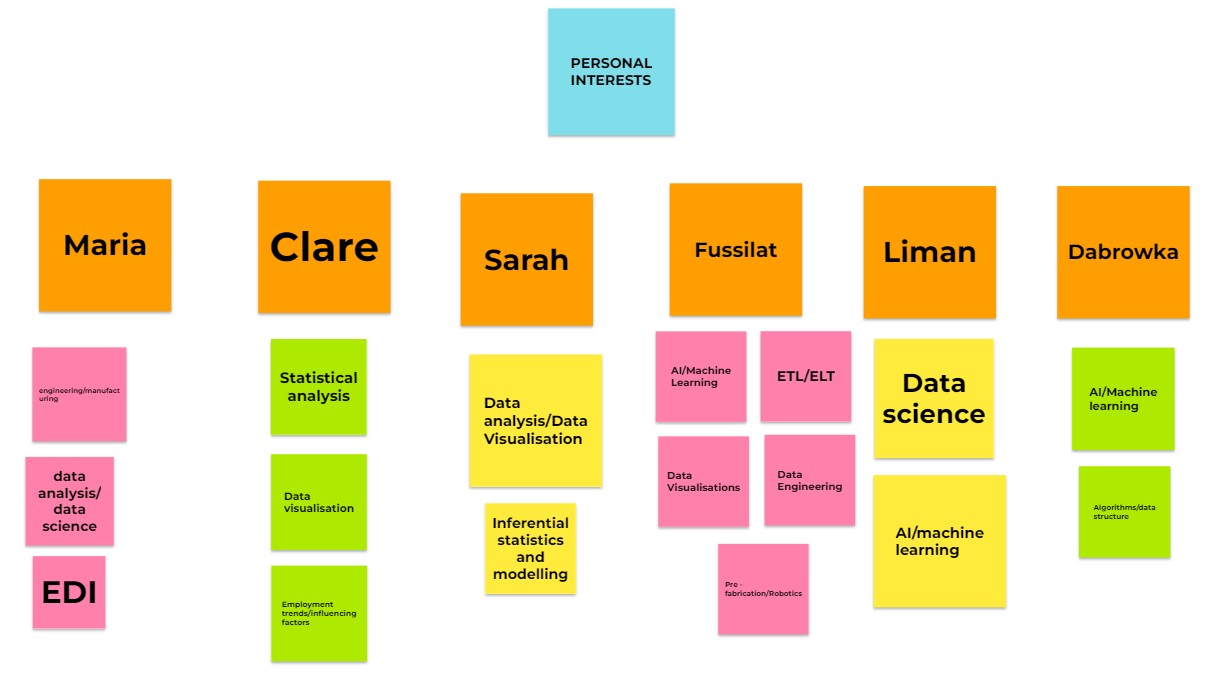 PERSONAL
INTERESTS
Maria
Clare
Sarah
Fussilat
Liman
Dabrowka
engineering/manufact
uring
data
analysis/
data
science
EDI
Statistical
analysis
Data
visualisation
Employment
trends/influencing
factors
Data
analysis/Data
Visualisation
Inferential
statistics
and
modelling
AI/Machine
Learning
ETL/ELT
Data
Visualisations
Data
Engineering
Pre -
fabrication/Robotics
Data
science
AI/machine
learning
AI/Machine
learning
Algorithms/data
structure